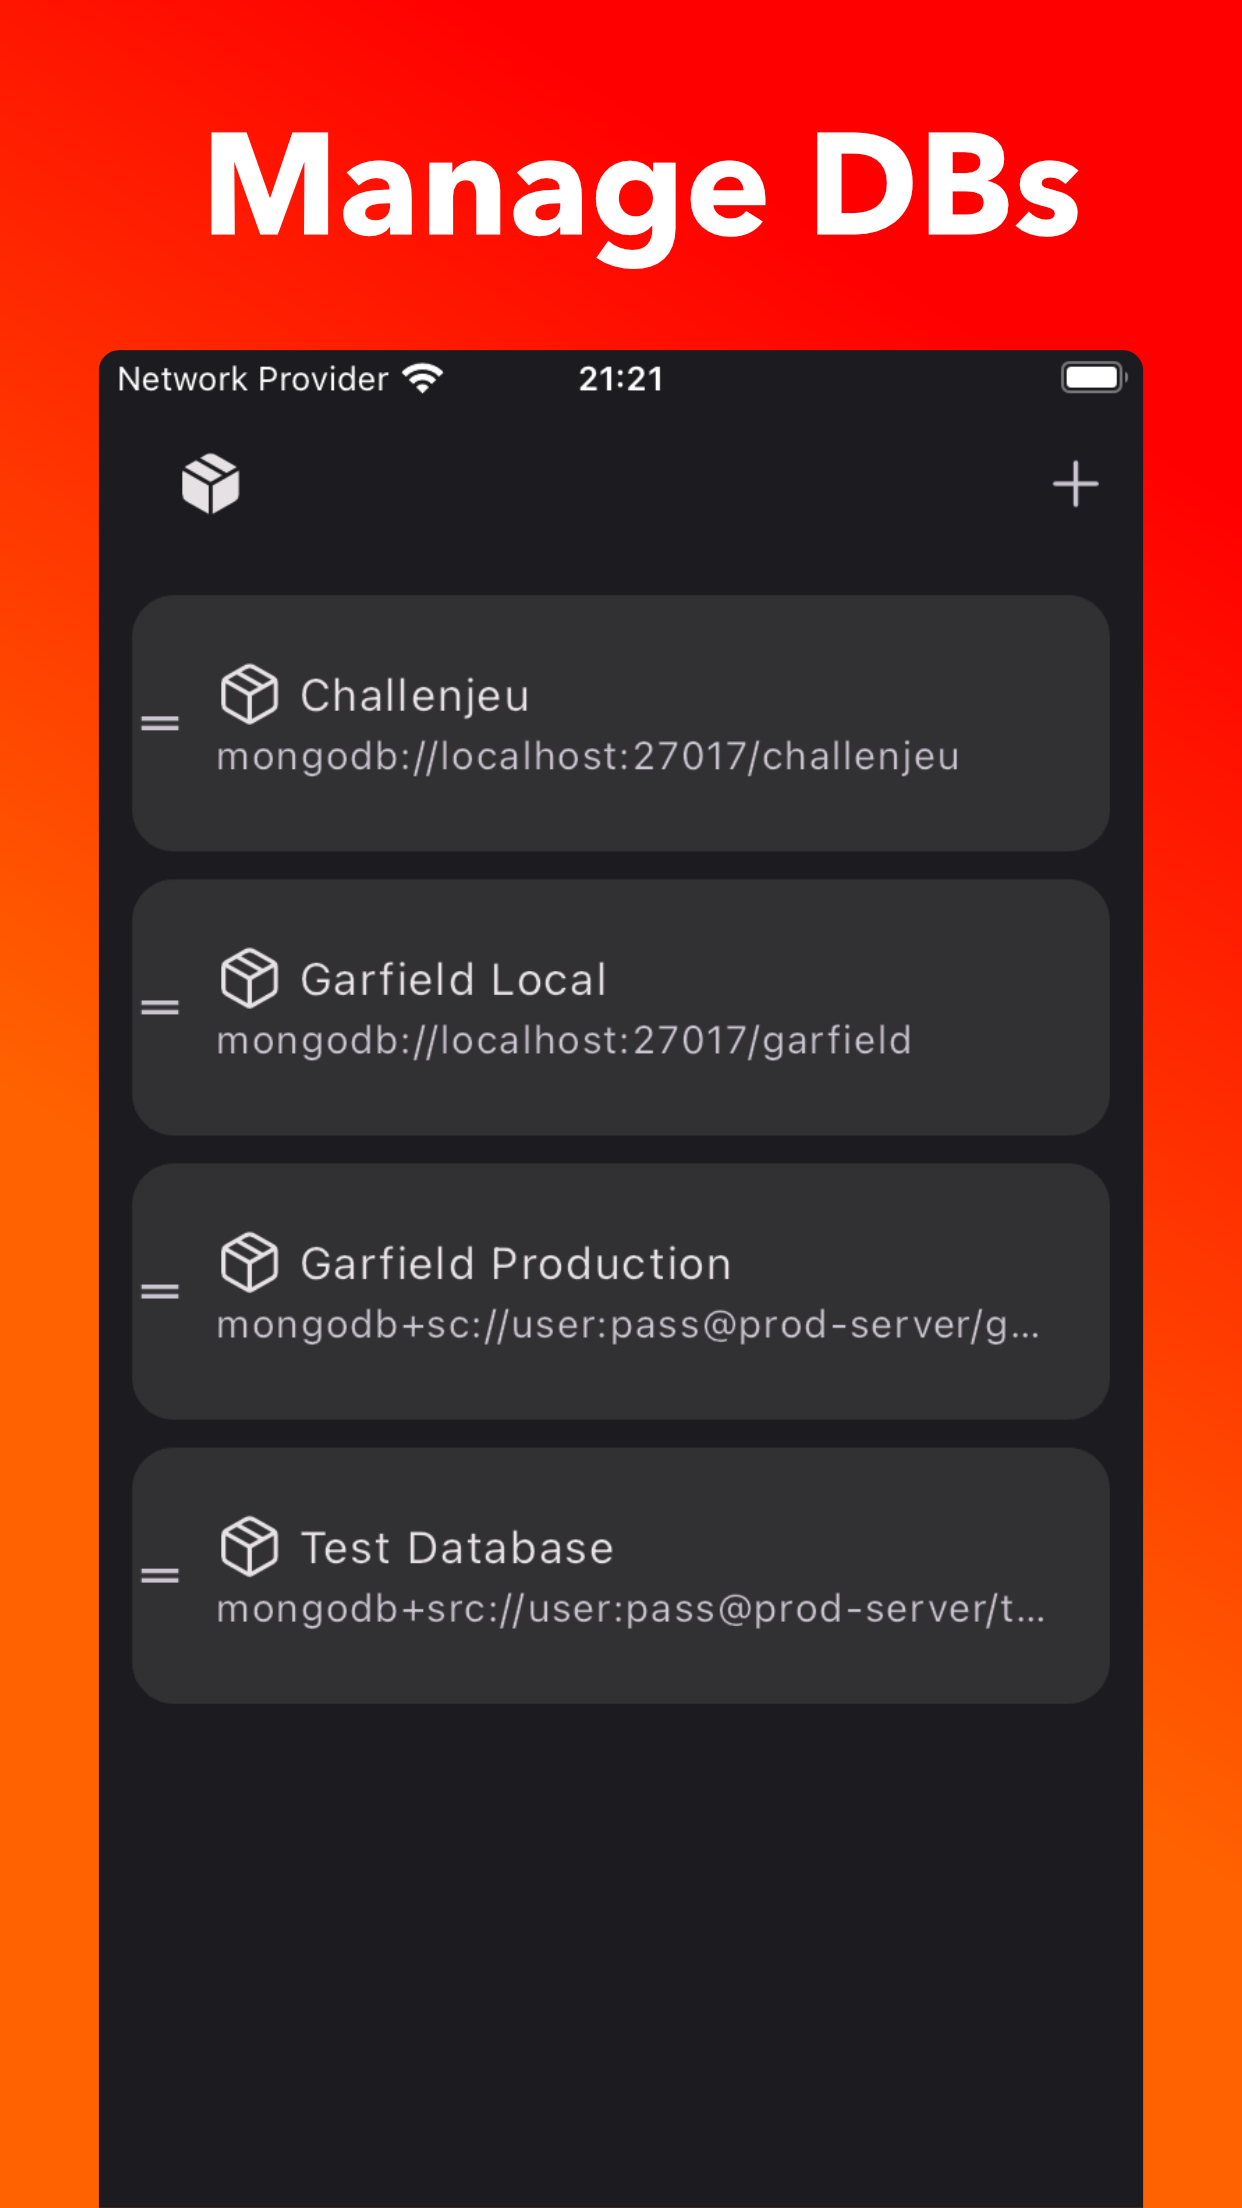 Manage DBs
Network Provider 21:21
Challenjeu
mongodb://localhost:27017/challenjeu
Garfield Local
mongodb://localhost:27017/garfield
Garfield Production
mongodb+sc://user:pass@prod-server/g...
Test Database
mongodb+src://user:pass@prod-server/t...